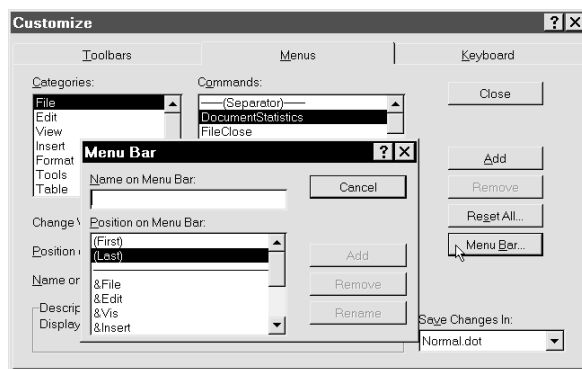 Customize
Toolbars Menus Keyboard
Categories: Commands:
File
Edit
View
Insert
Format
Tools
Table
——(Separator)——
DocumentStatistics
FileClose
Close
Add
Remove
Reset All...
Menu Bar...
Change
Position
Name or
Descrip
Display
Save Changes In:
Normal.dot
Menu Bar
Name on Menu Bar:
Cancel
Position on Menu Bar:
(First)
(Last)
&File
&Edit
&Vis
&Insert
Add
Remove
Rename